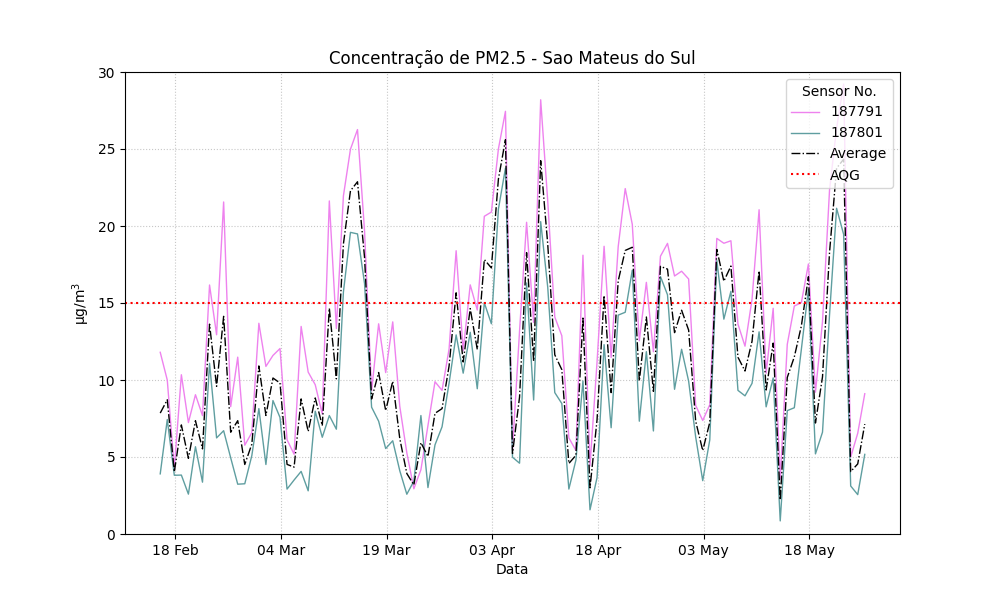 Concentração de PM2.5 - Sao Mateus do Sul
30
25
20
15
10
5
0
µg/m³
Sensor No.
187791
187801
Average
AQG
18 Feb
04 Mar
19 Mar
03 Apr
18 Apr
03 May
18 May
Data